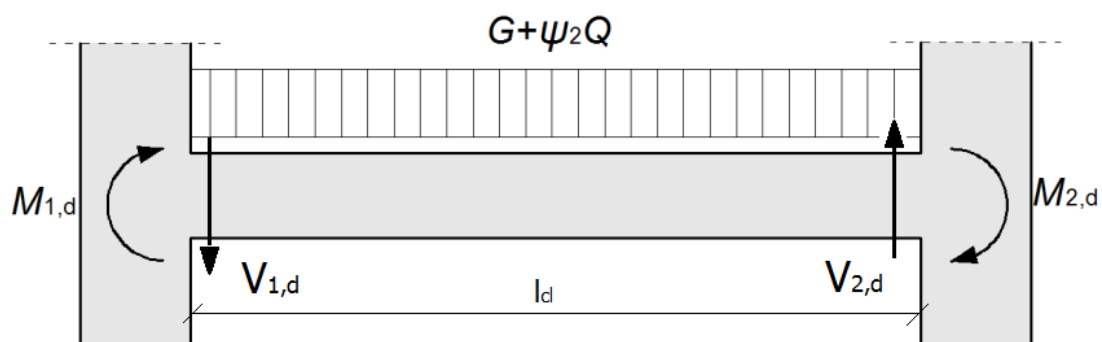 G+ψ₂Q
M₁,d
M₂,d
V₁,d
V₂,d
lcl